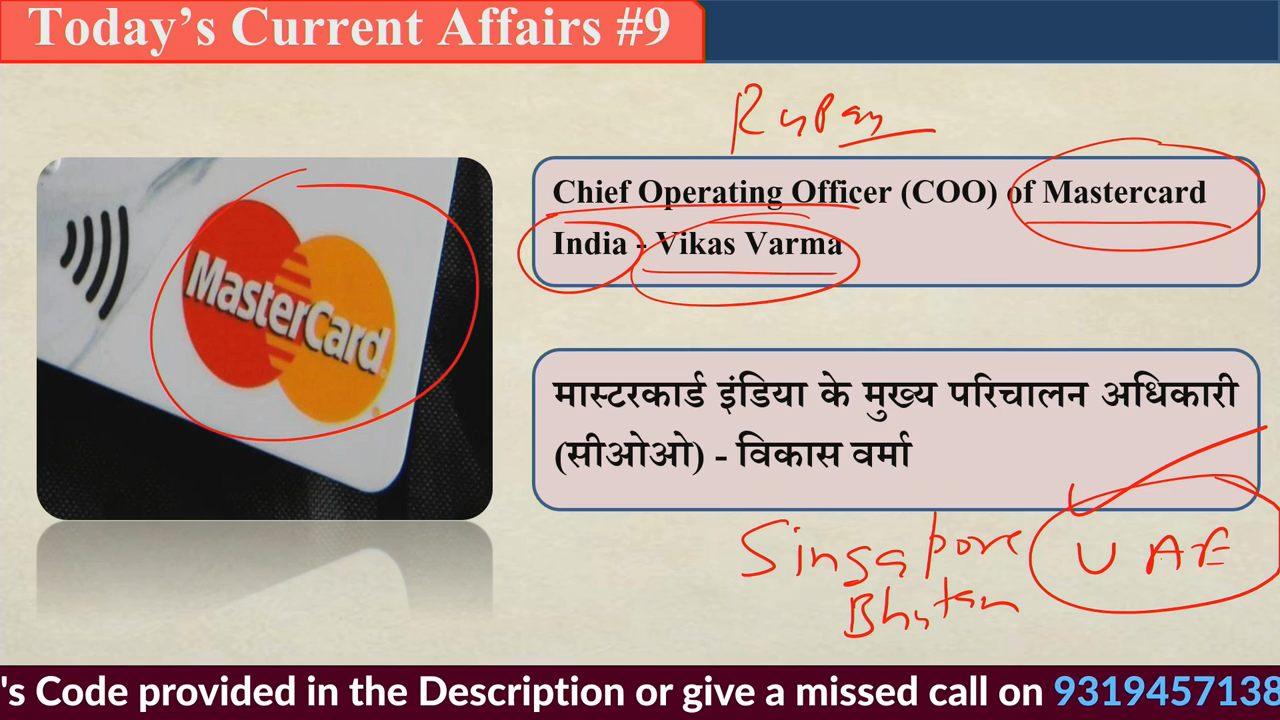 Today's Current Affairs #9
RuPay
Chief Operating Officer (COO) of Mastercard
India - Vikas Varma
MasterCard
मास्टरकार्ड इंडिया के मुख्य परिचालन अधिकारी
(सीओओ) - विकास वर्मा
Singapore
UAE
Bhutan
's Code provided in the Description or give a missed call on 9319457138